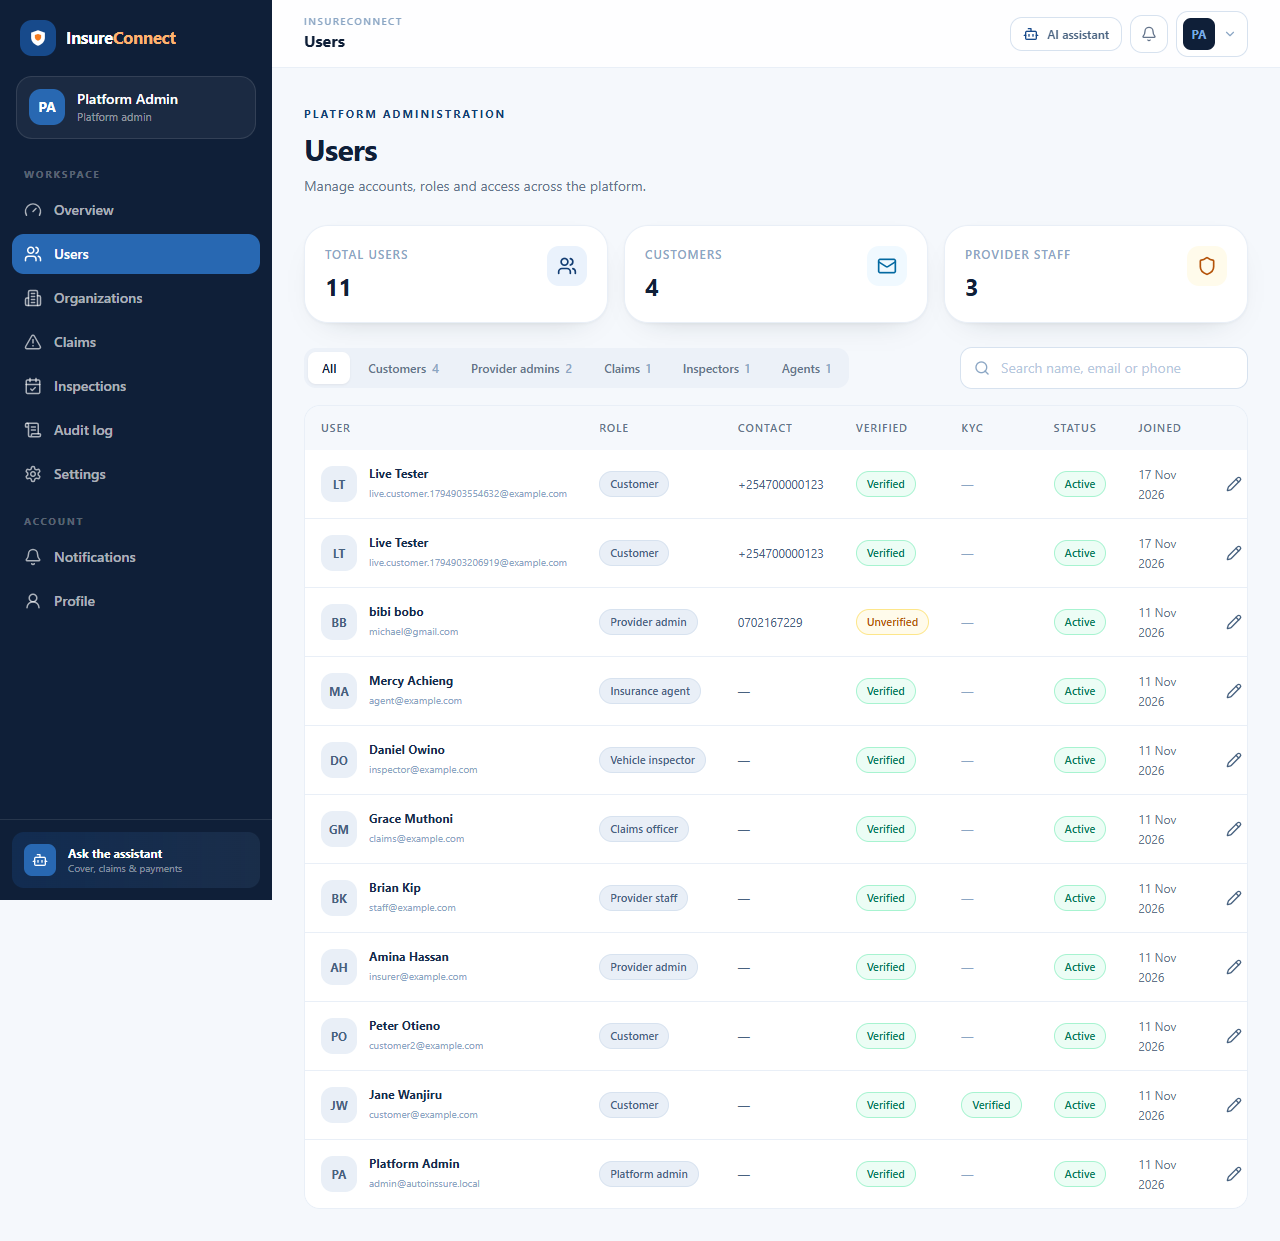 InsureConnect
PA
Platform Admin
Platform admin
WORKSPACE
Overview
Users
Organizations
Claims
Inspections
Audit log
Settings
ACCOUNT
Notifications
Profile
Ask the assistant
Cover, claims & payments
INSURECONNECT
Users
AI assistant
PA
PLATFORM ADMINISTRATION
Users
Manage accounts, roles and access across the platform.
TOTAL USERS
11
CUSTOMERS
4
PROVIDER STAFF
3
All Customers 4 Provider admins 2 Claims 1 Inspectors 1 Agents 1
Search name, email or phone
USER ROLE CONTACT VERIFIED KYC STATUS JOINED
LT Live Tester
live.customer.1794903554632@example.com
Customer +254700000123 Verified — Active 17 Nov
2026
LT Live Tester
live.customer.1794903206919@example.com
Customer +254700000123 Verified — Active 17 Nov
2026
BB bibi bobo
michael@gmail.com
Provider admin 0702167229 Unverified — Active 11 Nov
2026
MA Mercy Achieng
agent@example.com
Insurance agent — Verified — Active 11 Nov
2026
DO Daniel Owino
inspector@example.com
Vehicle inspector — Verified — Active 11 Nov
2026
GM Grace Muthoni
claims@example.com
Claims officer — Verified — Active 11 Nov
2026
BK Brian Kip
staff@example.com
Provider staff — Verified — Active 11 Nov
2026
AH Amina Hassan
insurer@example.com
Provider admin — Verified — Active 11 Nov
2026
PO Peter Otieno
customer2@example.com
Customer — Verified — Active 11 Nov
2026
JW Jane Wanjiru
customer@example.com
Customer — Verified Verified Active 11 Nov
2026
PA Platform Admin
admin@autoinssure.local
Platform admin — Verified — Active 11 Nov
2026